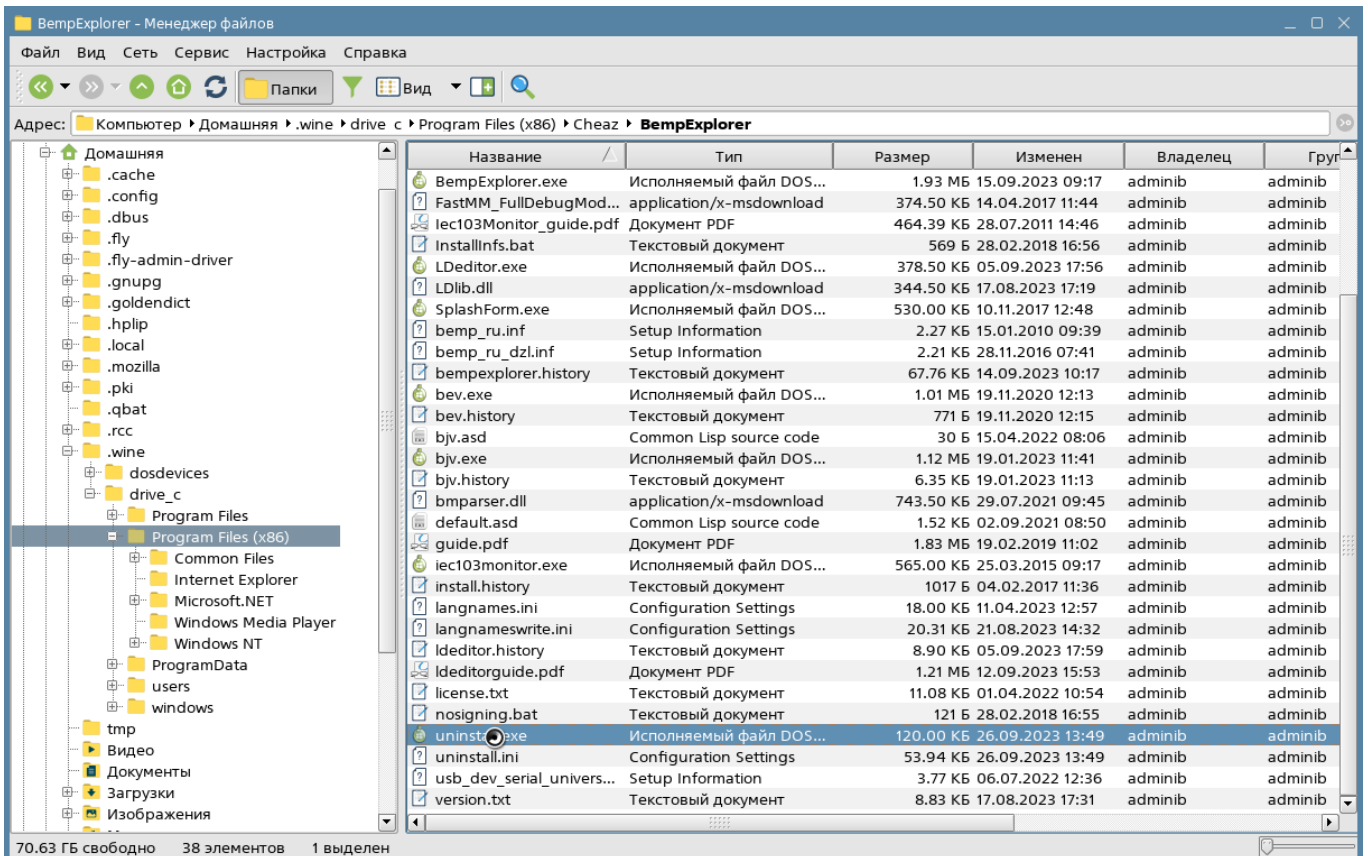 BempExplorer – Менеджер файлов
Файл Вид Сеть Сервис Настройка Справка
Папки Вид
Адрес: Компьютер Домашняя .wine drive_c Program Files (x86) Cheaz BempExplorer
Домашняя
.cache
.config
.dbus
.fly
.fly-admin-driver
.gnupg
.goldendict
.hplip
.local
.mozilla
.pki
.qbat
.rcc
.wine
dosdevices
drive_c
Program Files
Program Files (x86)
Common Files
Internet Explorer
Microsoft.NET
Windows Media Player
Windows NT
ProgramData
users
windows
tmp
Видео
Документы
Загрузки
Изображения
Название Тип Размер Изменен Владелец Груг
BempExplorer.exe Исполняемый файл DOS... 1.93 МБ 15.09.2023 09:17 adminib adminib
FastMM_FullDebugMod... application/x-msdownload 374.50 КБ 14.04.2017 11:44 adminib adminib
Iec103Monitor_guide.pdf Документ PDF 464.39 КБ 28.07.2011 14:46 adminib adminib
InstallInfs.bat Текстовый документ 569 Б 28.02.2018 16:56 adminib adminib
LDeditor.exe Исполняемый файл DOS... 378.50 КБ 05.09.2023 17:56 adminib adminib
LDlib.dll application/x-msdownload 344.50 КБ 17.08.2023 17:19 adminib adminib
SplashForm.exe Исполняемый файл DOS... 530.00 КБ 10.11.2017 12:48 adminib adminib
bemp_ru.inf Setup Information 2.27 КБ 15.01.2010 09:39 adminib adminib
bemp_ru_dzl.inf Setup Information 2.21 КБ 28.11.2016 07:41 adminib adminib
bempexplorer.history Текстовый документ 67.76 КБ 14.09.2023 10:17 adminib adminib
bev.exe Исполняемый файл DOS... 1.01 МБ 19.11.2020 12:13 adminib adminib
bev.history Текстовый документ 771 Б 19.11.2020 12:15 adminib adminib
bjv.asd Common Lisp source code 30 Б 15.04.2022 08:06 adminib adminib
bjv.exe Исполняемый файл DOS... 1.12 МБ 19.01.2023 11:41 adminib adminib
bjv.history Текстовый документ 6.35 КБ 19.01.2023 11:13 adminib adminib
bmparser.dll application/x-msdownload 743.50 КБ 29.07.2021 09:45 adminib adminib
default.asd Common Lisp source code 1.52 КБ 02.09.2021 08:50 adminib adminib
guide.pdf Документ PDF 1.83 МБ 19.02.2019 11:02 adminib adminib
iec103monitor.exe Исполняемый файл DOS... 565.00 КБ 25.03.2015 09:17 adminib adminib
install.history Текстовый документ 1017 Б 04.02.2017 11:36 adminib adminib
langnames.ini Configuration Settings 18.00 КБ 11.04.2023 12:57 adminib adminib
langnameswrite.ini Configuration Settings 20.31 КБ 21.08.2023 14:32 adminib adminib
ldeditor.history Текстовый документ 8.90 КБ 05.09.2023 17:59 adminib adminib
ldeditorguide.pdf Документ PDF 1.21 МБ 12.09.2023 15:53 adminib adminib
license.txt Текстовый документ 11.08 КБ 01.04.2022 10:54 adminib adminib
nosigning.bat Текстовый документ 121 Б 28.02.2018 16:55 adminib adminib
Исполняемый файл DOS... 120.00 КБ 26.09.2023 13:49 adminib adminib
uninstall.ini Configuration Settings 53.94 КБ 26.09.2023 13:49 adminib adminib
usb_dev_serial_univers... Setup Information 3.77 КБ 06.07.2022 12:36 adminib adminib
version.txt Текстовый документ 8.83 КБ 17.08.2023 17:31 adminib adminib
70.63 ГБ свободно 38 элементов 1 выделен